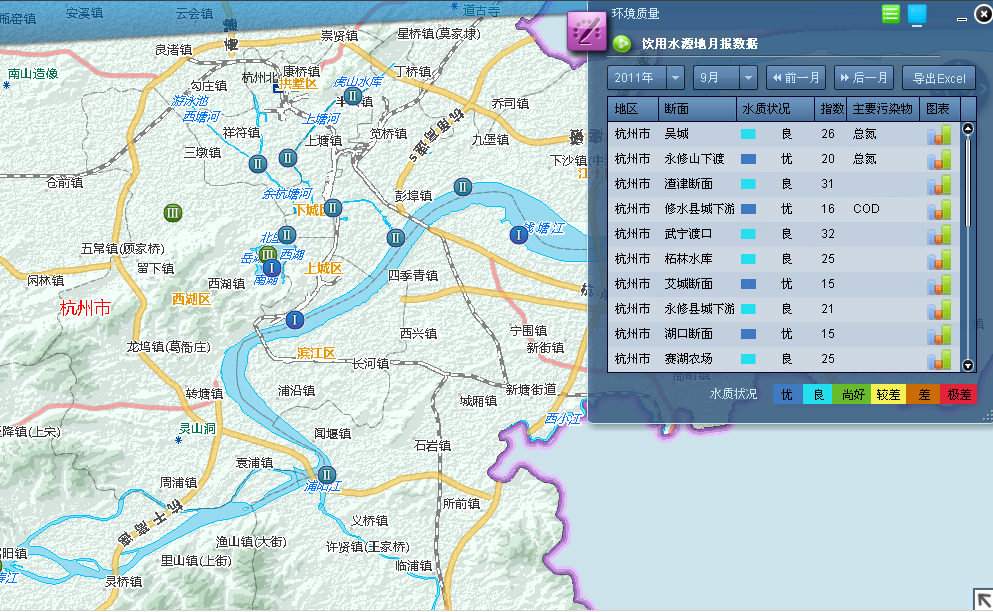 瓶窑镇
安溪镇
云会镇
道古寺
崇贤镇
星桥镇(莫家埭)
良渚镇
南山造像
勾庄镇
杭州北
康桥镇
拱墅区
虎山水库
丁桥镇
乔司镇
游泳池
西塘河
上塘河
祥符镇
上塘镇
笕桥镇
九堡镇
杭甬高速s
三墩镇
仓前镇
余杭塘河
彭埠镇
下沙镇(中
下城区
钱塘江
五常镇(顾家桥)
西湖
留下镇
上城区
四季青镇
闲林镇
西湖镇
南湖
西湖区
杭州市
西兴镇
宁围镇
新街镇
龙坞镇(葛衙庄)
滨江区
长河镇
转塘镇
浦沿镇
新塘街道
城厢镇
西小江
灵山洞
闻堰镇
石岩镇
袁浦镇
周浦镇
浦阳江
所前镇
义桥镇
渔山镇(大街)
许贤镇(王家桥)
里山镇(上街)
临浦镇
灵桥镇
环境质量
饮用水源地月报数据
2011年 9月 前一月 后一月 导出Excel
地区 断面 水质状况 指数 主要污染物 图表
杭州市 吴城 良 26 总氮
杭州市 永修山下渡 优 20 总氮
杭州市 渣津断面 良 31
杭州市 修水县城下游 优 16 COD
杭州市 武宁渡口 良 32
杭州市 柘林水库 良 25
杭州市 艾城断面 优 15
杭州市 永修县城下游 良 21
杭州市 湖口断面 优 15
杭州市 赛湖农场 良 25
水质状况 优 良 尚好 较差 差 极差